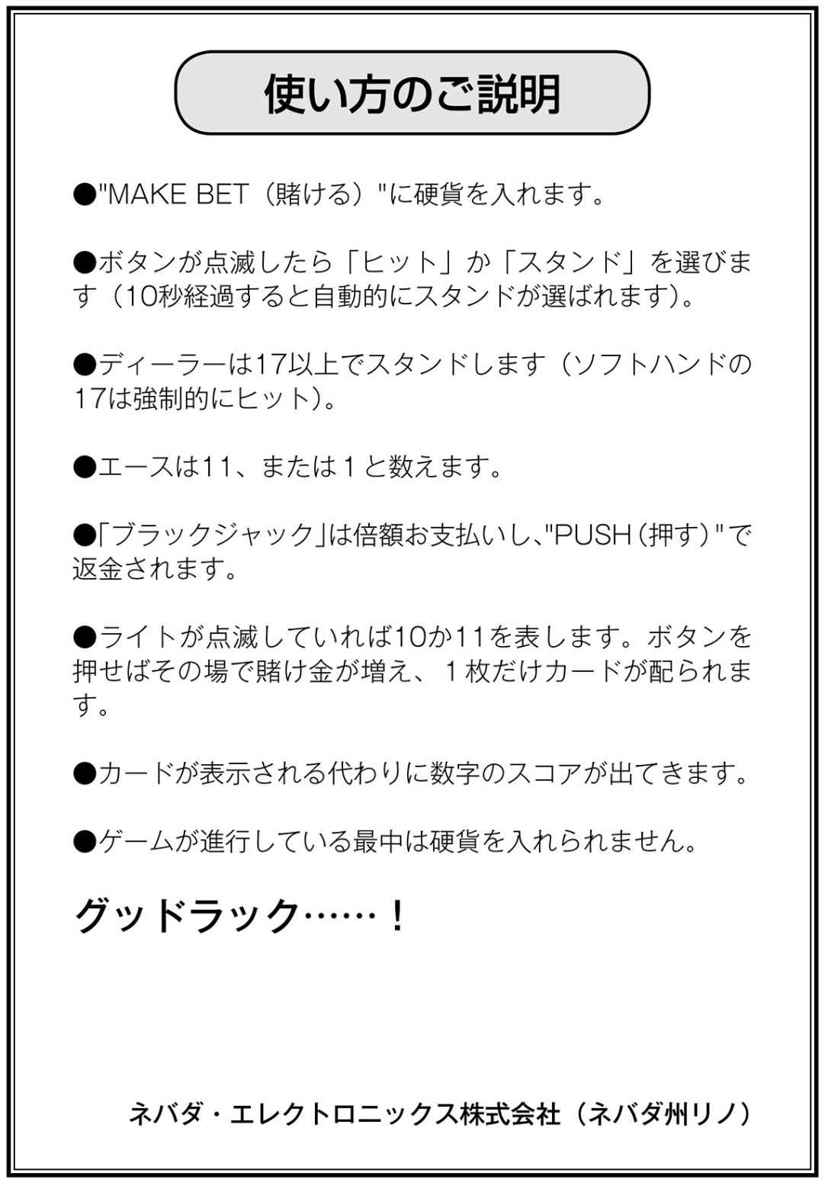 使い方のご説明
●"MAKE BET（賭ける）"に硬貨を入れます。
●ボタンが点滅したら「ヒット」か「スタンド」を選びま
す（10秒経過すると自動的にスタンドが選ばれます）。
●ディーラーは17以上でスタンドします（ソフトハンドの
17は強制的にヒット）。
●エースは11、または１と数えます。
●「ブラックジャック」は倍額お支払いし、"PUSH（押す）"で
返金されます。
●ライトが点滅していれば10か11を表します。ボタンを
押せばその場で賭け金が増え、１枚だけカードが配られま
す。
●カードが表示される代わりに数字のスコアが出てきます。
●ゲームが進行している最中は硬貨を入れられません。
グッドラック……！
ネバダ・エレクトロニックス株式会社（ネバダ州リノ）